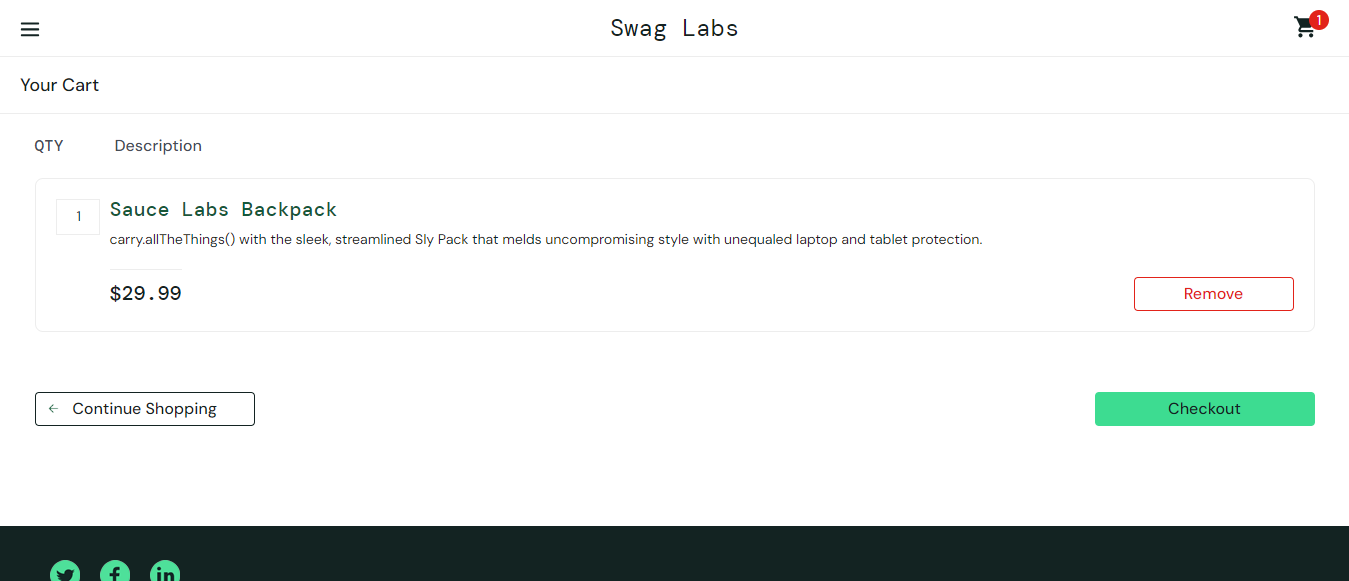 Swag Labs
1
Your Cart
QTY Description
1
Sauce Labs Backpack
carry.allTheThings() with the sleek, streamlined Sly Pack that melds uncompromising style with unequaled laptop and tablet protection.
$29.99
Remove
Continue Shopping
Checkout